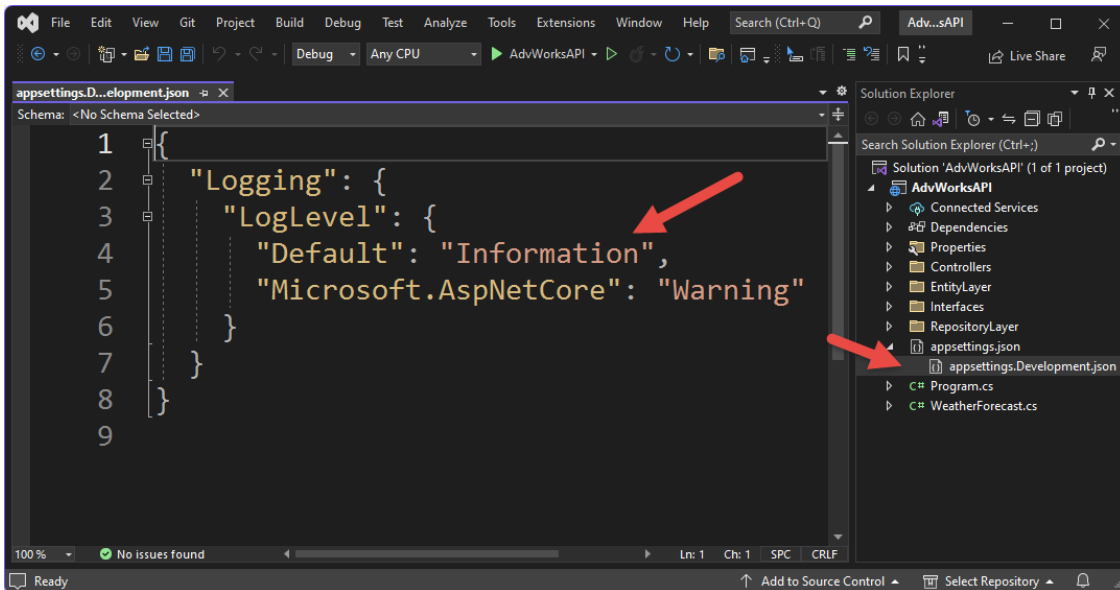 File Edit View Git Project Build Debug Test Analyze Tools Extensions Window Help Search (Ctrl+Q) Adv...sAPI
Debug Any CPU AdvWorksAPI Live Share
appsettings.D...elopment.json
Schema: <No Schema Selected>
1 {
2 "Logging": {
3 "LogLevel": {
4 "Default": "Information",
5 "Microsoft.AspNetCore": "Warning"
6 }
7 }
8 }
9
100 % No issues found Ln: 1 Ch: 1 SPC CRLF
Solution Explorer
Search Solution Explorer (Ctrl+;)
Solution 'AdvWorksAPI' (1 of 1 project)
AdvWorksAPI
Connected Services
Dependencies
Properties
Controllers
EntityLayer
Interfaces
RepositoryLayer
appsettings.json
appsettings.Development.json
C# Program.cs
C# WeatherForecast.cs
Ready Add to Source Control Select Repository